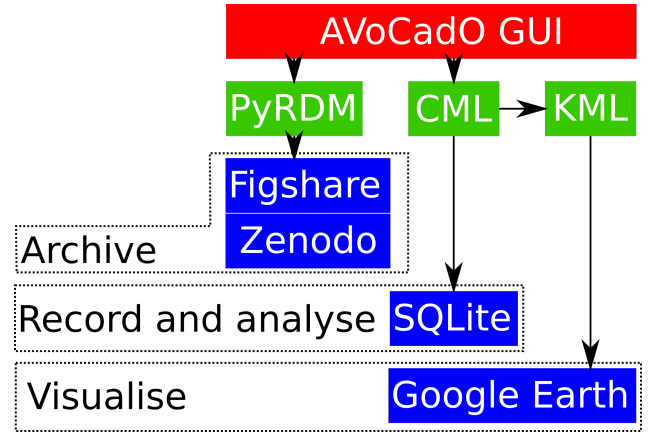 AVoCadO GUI
PyRDM
CML
KML
Figshare
Zenodo
Archive
Record and analyse
SQLite
Visualise
Google Earth